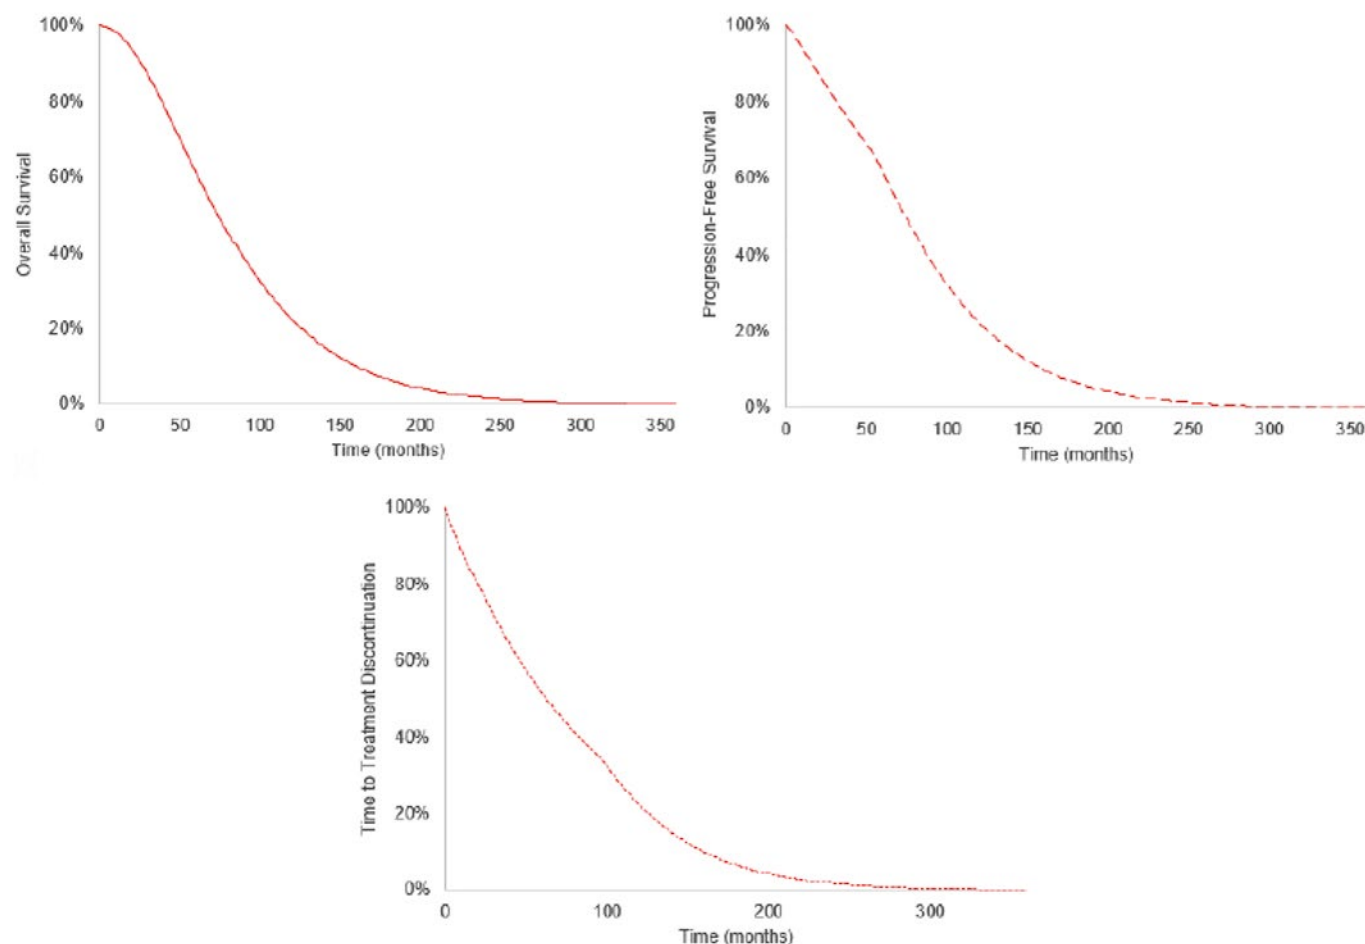 100%
80%
60%
40%
20%
0%
Overall Survival
0 50 100 150 200 250 300 350
Time (months)
100%
80%
60%
40%
20%
0%
Progression-Free Survival
0 50 100 150 200 250 300 350
Time (months)
100%
80%
60%
40%
20%
0%
Time to Treatment Discontinuation
0 100 200 300
Time (months)